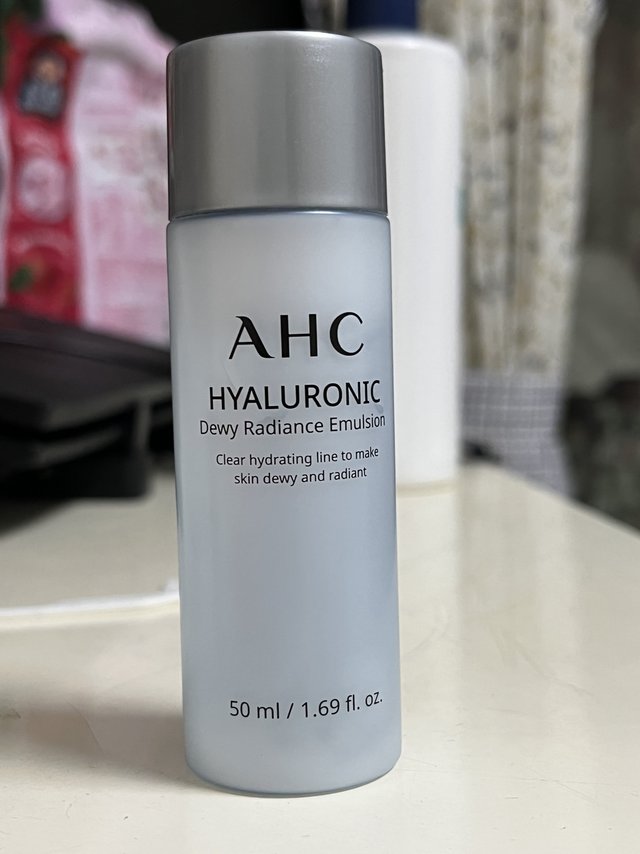 AHC
HYALURONIC
Dewy Radiance Emulsion
Clear hydrating line to make
skin dewy and radiant
50 ml / 1.69 fl. oz.